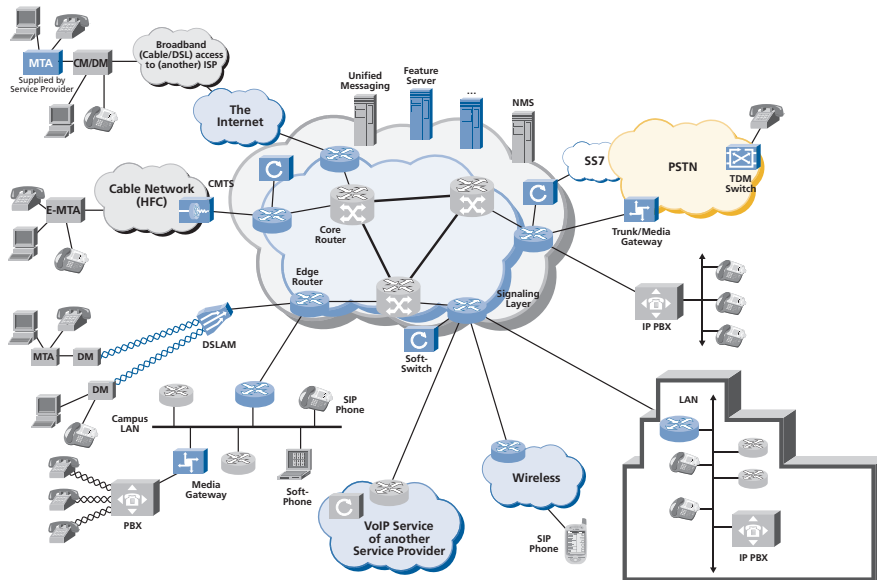 MTA
Supplied by
Service Provider
CM/DM
Broadband
(Cable/DSL) access
to (another) ISP
The
Internet
Unified
Messaging
Feature
Server
...
NMS
SS7
PSTN
TDM
Switch
Trunk/Media
Gateway
E-MTA
Cable Network
(HFC)
CMTS
Core
Router
Edge
Router
Signaling
Layer
Soft-
Switch
IP PBX
DSLAM
MTA
DM
DM
Campus
LAN
SIP
Phone
Media
Gateway
Soft-
Phone
PBX
VoIP Service
of another
Service Provider
Wireless
SIP
Phone
LAN
IP PBX